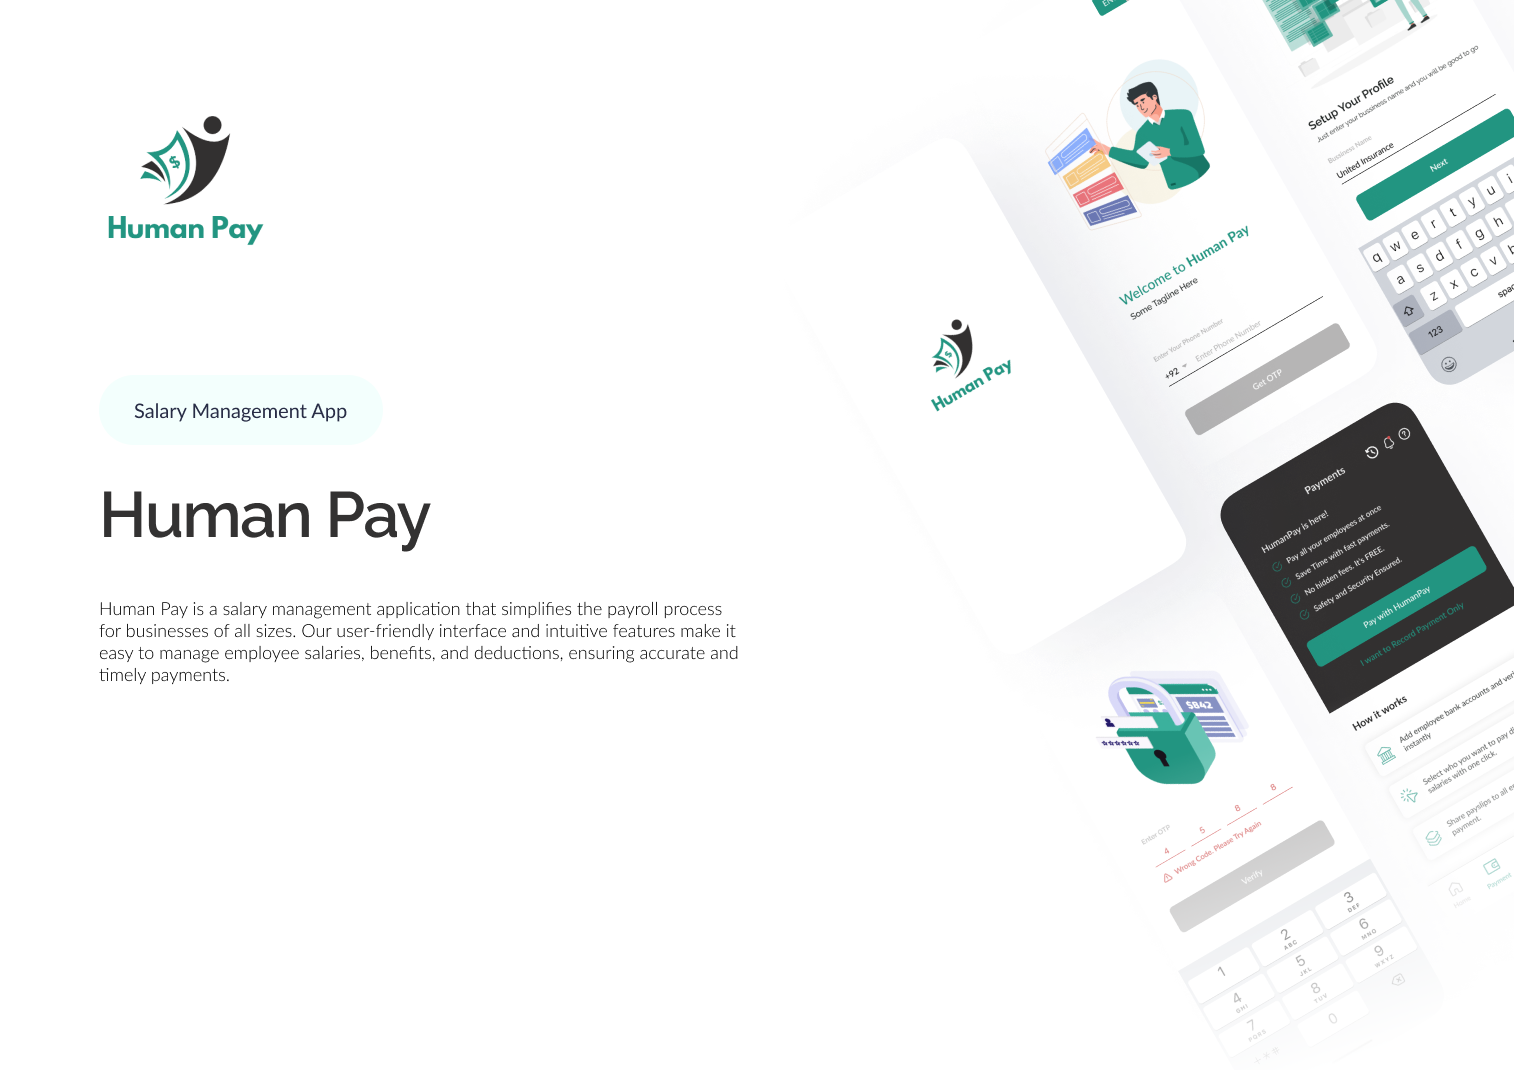 Human Pay
Salary Management App
Human Pay
Human Pay is a salary management application that simplifies the payroll process
for businesses of all sizes. Our user-friendly interface and intuitive features make it
easy to manage employee salaries, benefits, and deductions, ensuring accurate and
timely payments.
Human Pay
Welcome to Human Pay
Some Tagline Here
Enter Your Phone Number
+92 Enter Phone Number
Get OTP
Setup Your Profile
Just enter your bussiness name and you will be good to go
Bussiness Name
United Insurance
Next
q w e r t y u i
a s d f g h
z x c v b
123
Payments
HumanPay is here!
Pay all your employees at once
Save Time with fast payments.
No hidden fees. It's FREE.
Safety and Security Ensured.
Pay with HumanPay
I want to Record Payment Only
How it works
Add employee bank accounts and
instantly
Select who you want to pay
salaries with one click.
Share payslips to all
payment.
Home
Payment
$842
******
Enter OTP
4 5 8 8
Wrong Code. Please Try Again
Verify
1
2 ABC
3 DEF
4 GHI
5 JKL
6 MNO
7 PQRS
8 TUV
9 WXYZ
0